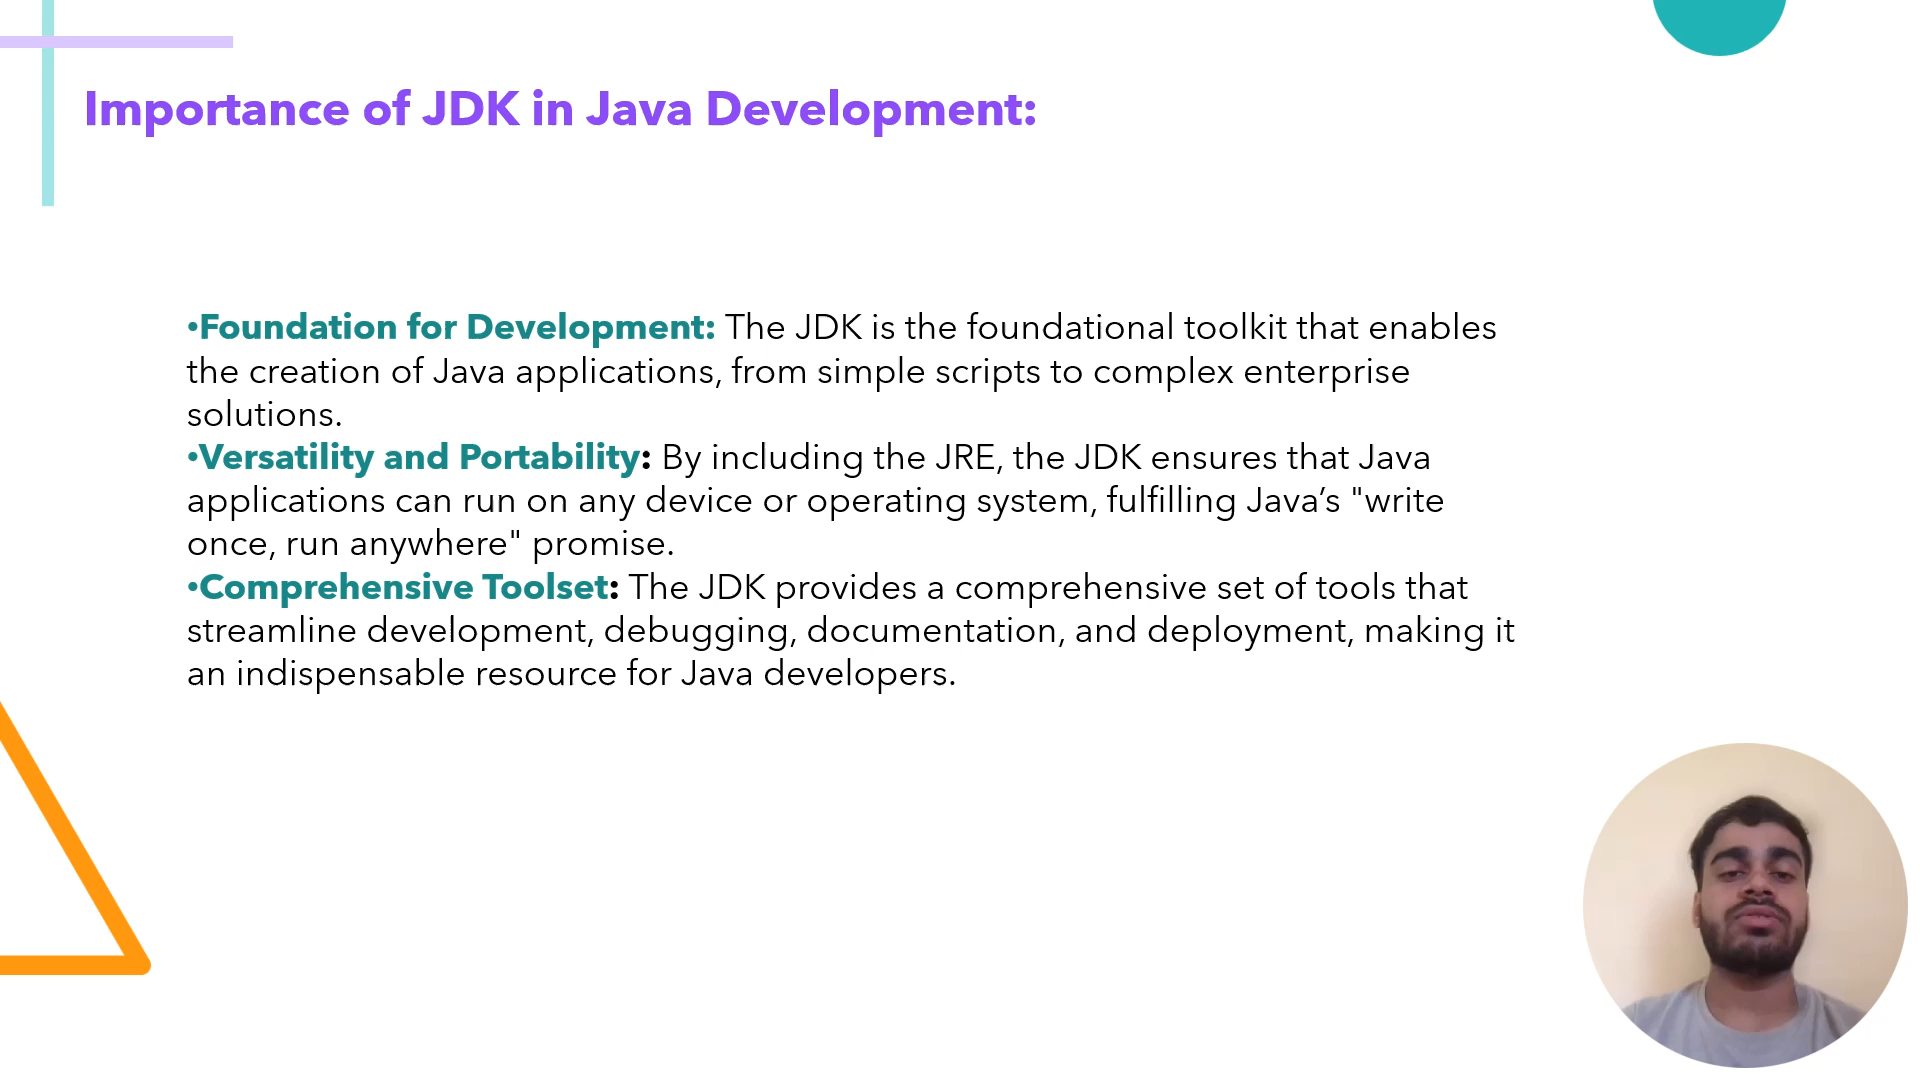 Importance of JDK in Java Development:
•Foundation for Development: The JDK is the foundational toolkit that enables
the creation of Java applications, from simple scripts to complex enterprise
solutions.
•Versatility and Portability: By including the JRE, the JDK ensures that Java
applications can run on any device or operating system, fulfilling Java’s "write
once, run anywhere" promise.
•Comprehensive Toolset: The JDK provides a comprehensive set of tools that
streamline development, debugging, documentation, and deployment, making it
an indispensable resource for Java developers.